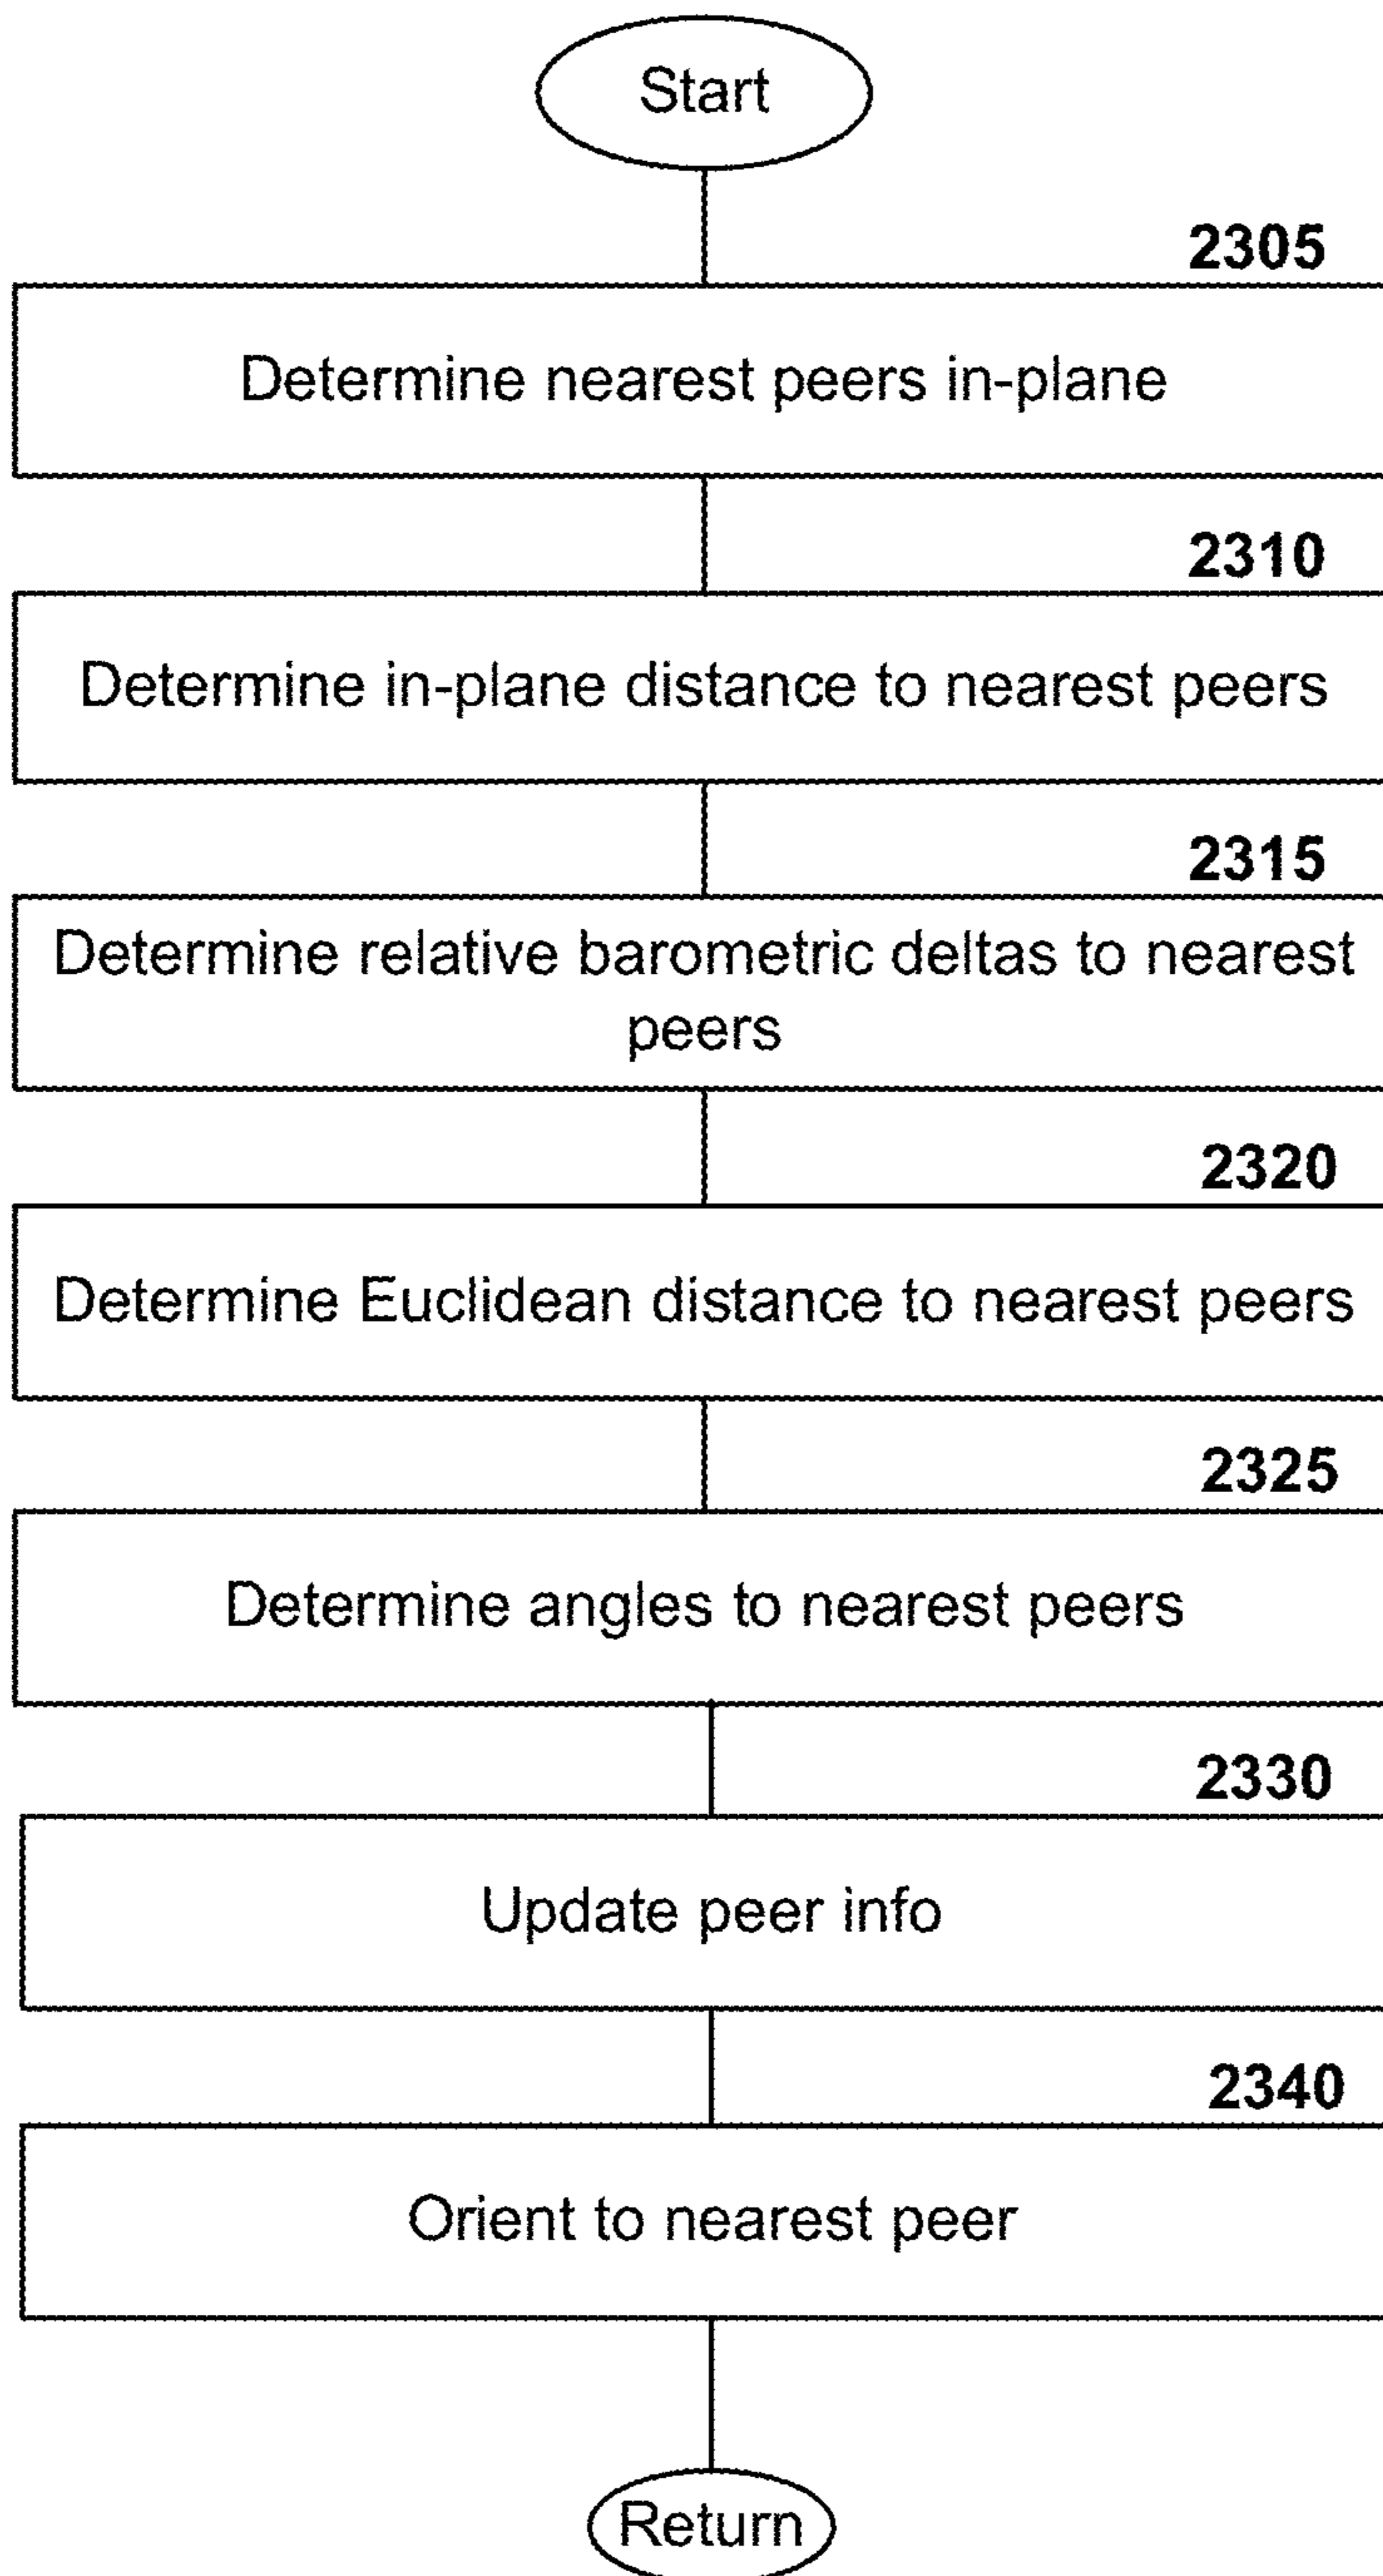 Start
2305
Determine nearest peers in-plane
2310
Determine in-plane distance to nearest peers
2315
Determine relative barometric deltas to nearest
peers
2320
Determine Euclidean distance to nearest peers
2325
Determine angles to nearest peers
2330
Update peer info
2340
Orient to nearest peer
Return